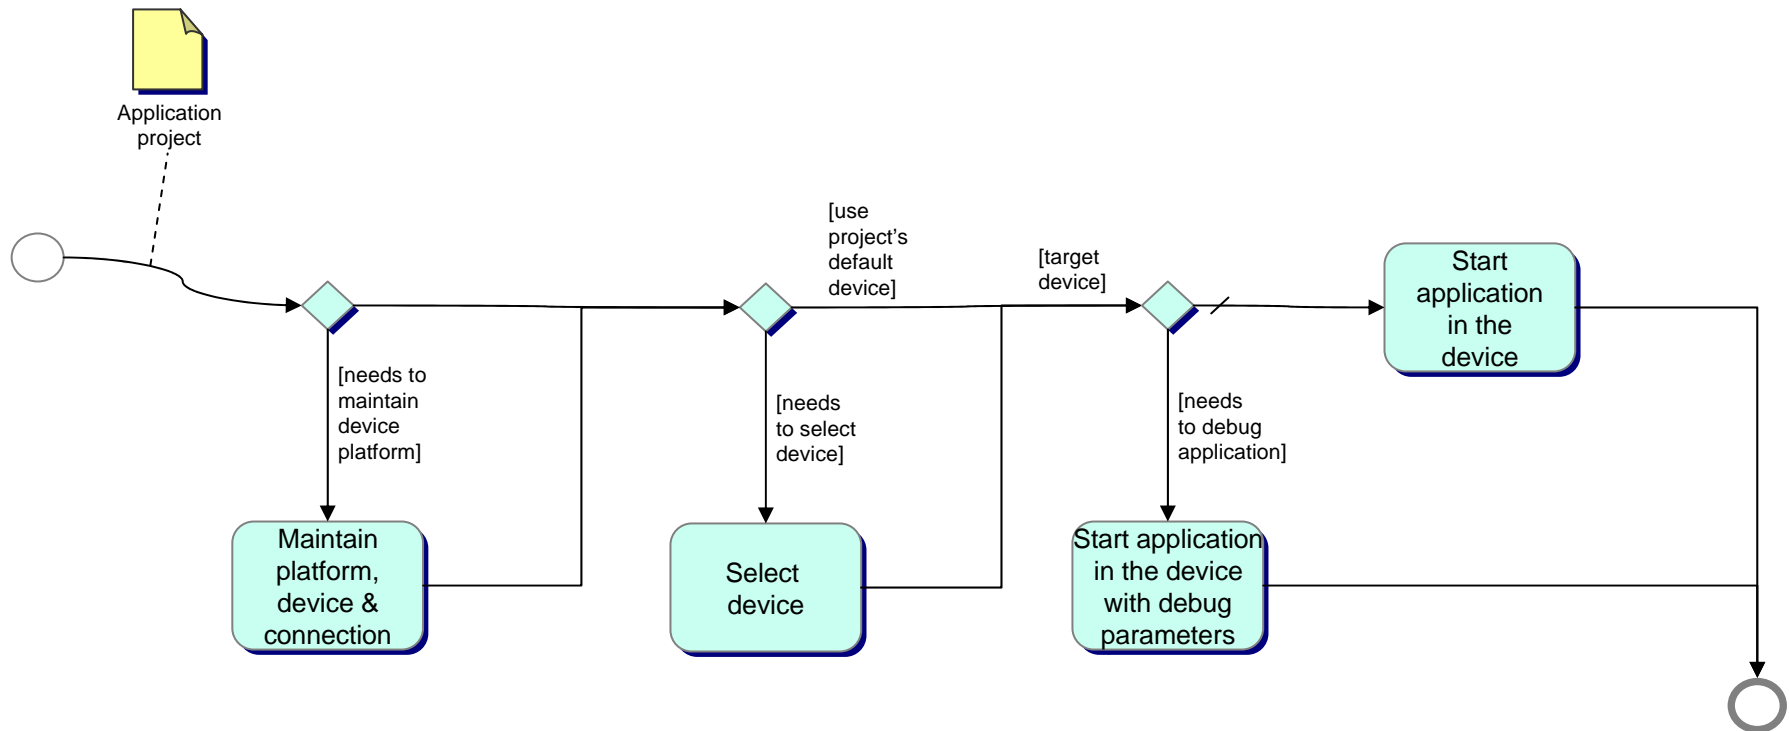 Application
project
[use
project's
default
device]
[target
device]
Start
application
in the
device
[needs to
maintain
device
platform]
[needs
to select
device]
[needs
to debug
application]
Maintain
platform,
device &
connection
Select
device
Start application
in the device
with debug
parameters